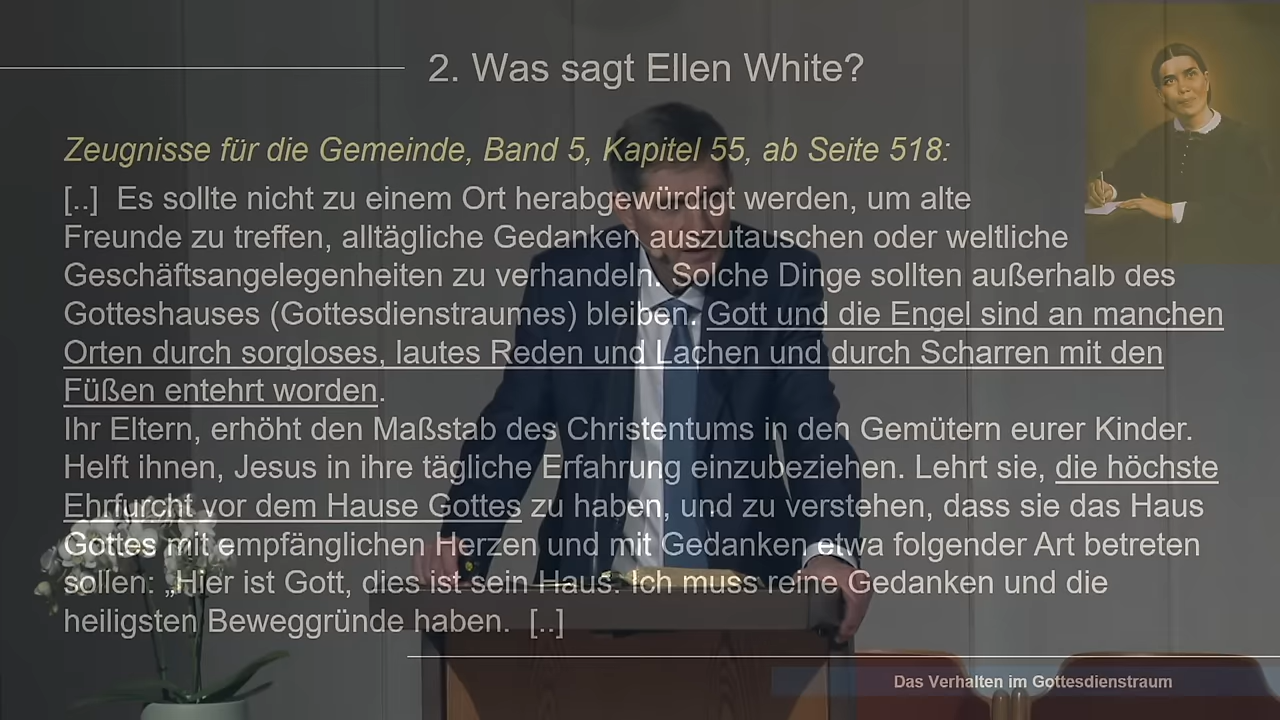 2. Was sagt Ellen White?
Zeugnisse für die Gemeinde, Band 5, Kapitel 55, ab Seite 518:
[..] Es sollte nicht zu einem Ort herabgewürdigt werden, um alte
Freunde zu treffen, alltägliche Gedanken auszutauschen oder weltliche
Geschäftsangelegenheiten zu verhandeln. Solche Dinge sollten außerhalb des
Gotteshauses (Gottesdienstraumes) bleiben. Gott und die Engel sind an manchen
Orten durch sorgloses, lautes Reden und Lachen und durch Scharren mit den
Füßen entehrt worden.
Ihr Eltern, erhöht den Maßstab des Christentums in den Gemütern eurer Kinder.
Helft ihnen, Jesus in ihre tägliche Erfahrung einzubeziehen. Lehrt sie, die höchste
Ehrfurcht vor dem Hause Gottes zu haben, und zu verstehen, dass sie das Haus
Gottes mit empfänglichen Herzen und mit Gedanken etwa folgender Art betreten
sollen: „Hier ist Gott, dies ist sein Haus. Ich muss reine Gedanken und die
heiligsten Beweggründe haben. [..]
Das Verhalten im Gottesdienstraum